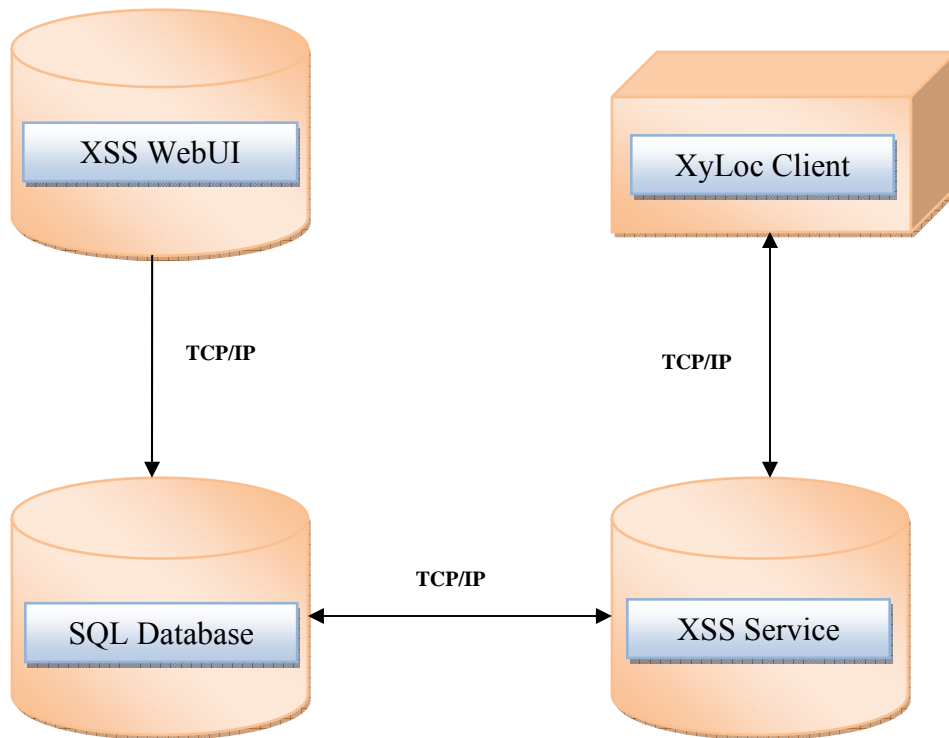 XSS WebUI
XyLoc Client
TCP/IP
TCP/IP
TCP/IP
SQL Database
XSS Service